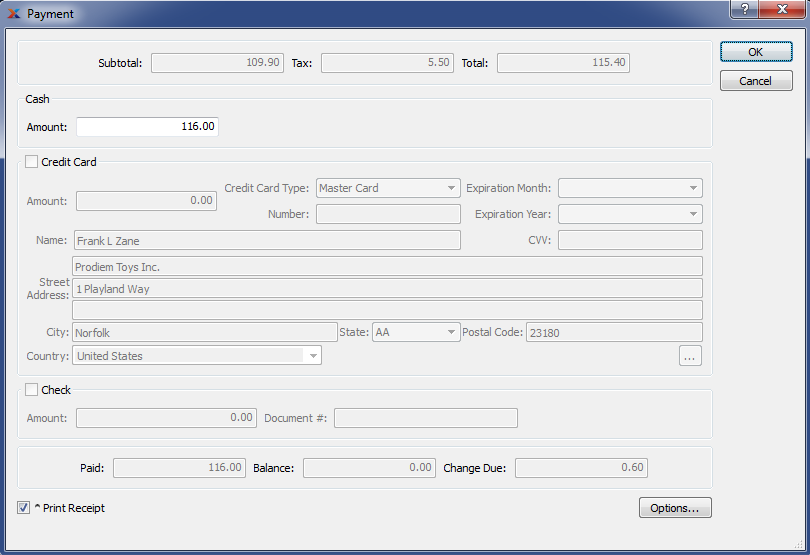 Payment
?
Subtotal: 109.90 Tax: 5.50 Total: 115.40
OK
Cancel
Cash
Amount: 116.00
Credit Card
Amount: 0.00
Credit Card Type: Master Card Expiration Month:
Number: Expiration Year:
Name: Frank L Zane CVV:
Street Address:
Prodiem Toys Inc.
1 Playland Way
City: Norfolk State: AA Postal Code: 23180
Country: United States ...
Check
Amount: 0.00 Document #:
Paid: 116.00 Balance: 0.00 Change Due: 0.60
^ Print Receipt Options...